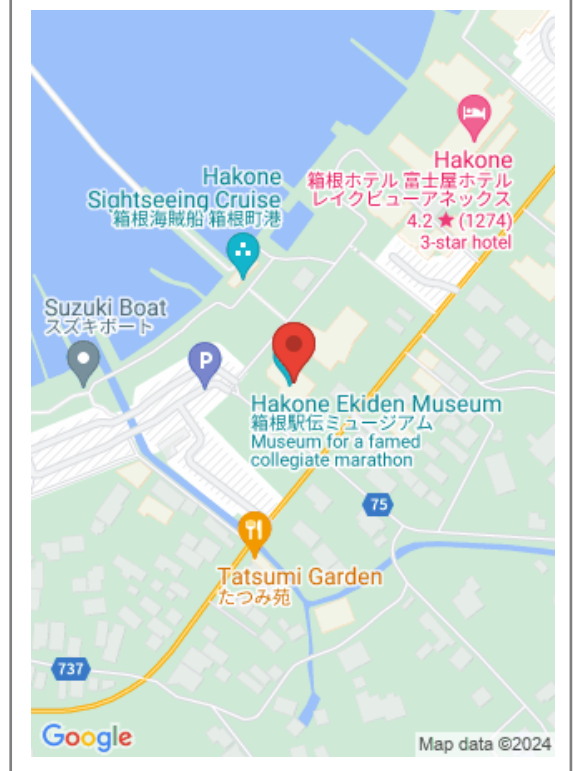 Hakone
箱根ホテル 富士屋ホテル
レイクビューアネックス
4.2 ★ (1274)
3-star hotel
Hakone
Sightseeing Cruise
箱根海賊船 箱根町港
Suzuki Boat
スズキボート
P
Hakone Ekiden Museum
箱根駅伝ミュージアム
Museum for a famed
collegiate marathon
75
Tatsumi Garden
たつみ苑
737
Google
Map data ©2024